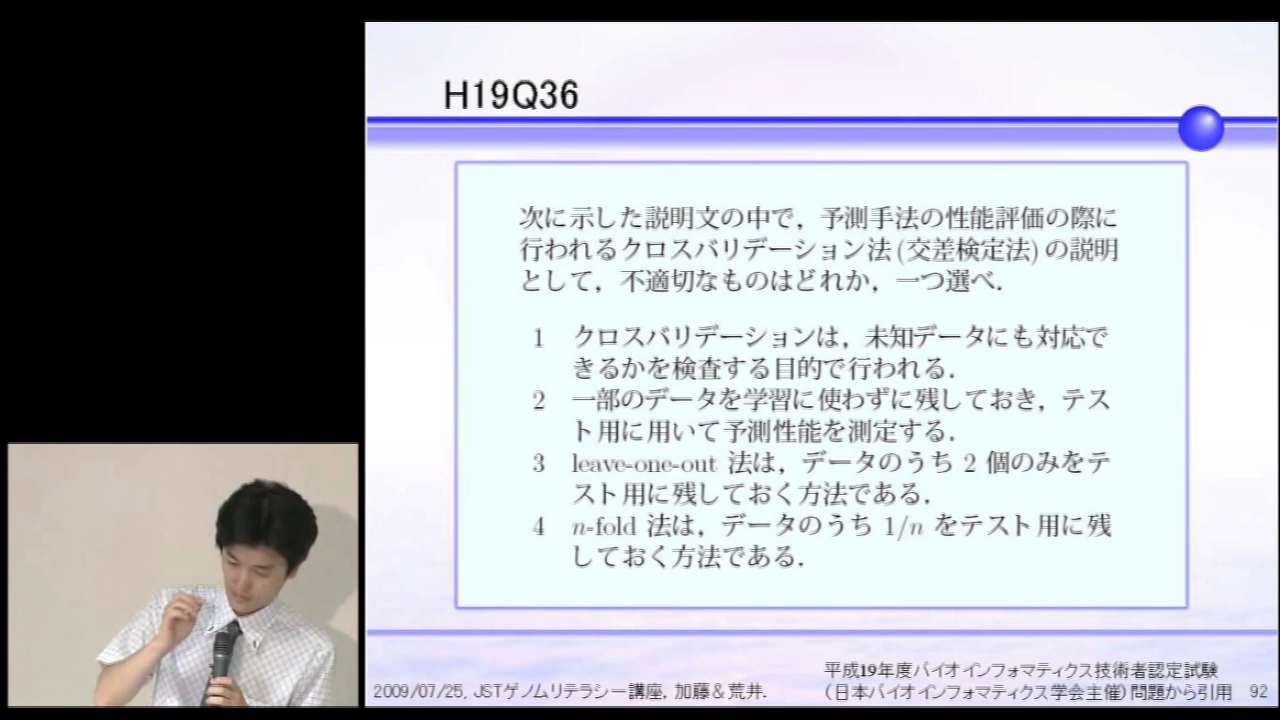 H19Q36
次に示した説明文の中で，予測手法の性能評価の際に
行われるクロスバリデーション法(交差検定法)の説明
として，不適切なものはどれか，一つ選べ．
1 クロスバリデーションは，未知データにも対応で
きるかを検査する目的で行われる．
2 一部のデータを学習に使わずに残しておき，テス
ト用に用いて予測性能を測定する．
3 leave-one-out 法は，データのうち 2 個のみをテ
スト用に残しておく方法である．
4 n-fold 法は，データのうち 1/n をテスト用に残
しておく方法である．
平成19年度バイオインフォマティクス技術者認定試験
2009/07/25, JSTゲノムリテラシー講座, 加藤＆荒井.
（日本バイオインフォマティクス学会主催）問題から引用 92